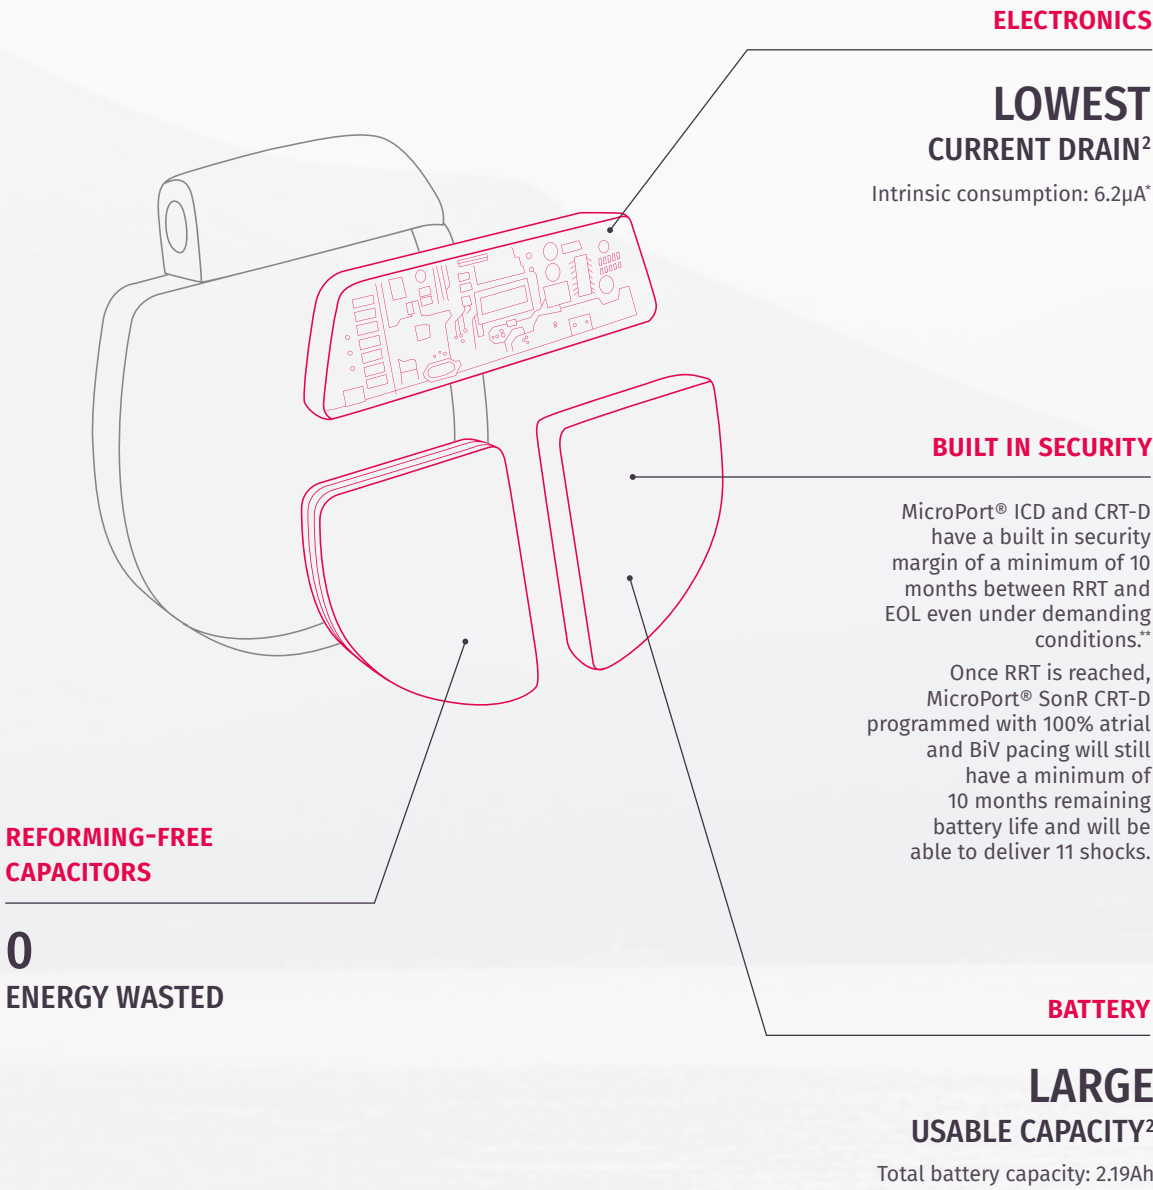 ELECTRONICS
LOWEST
CURRENT DRAIN²
Intrinsic consumption: 6.2µA*
BUILT IN SECURITY
MicroPort® ICD and CRT-D
have a built in security
margin of a minimum of 10
months between RRT and
EOL even under demanding
conditions.**
Once RRT is reached,
MicroPort® SonR CRT-D
programmed with 100% atrial
and BiV pacing will still
have a minimum of
10 months remaining
battery life and will be
able to deliver 11 shocks.
REFORMING-FREE
CAPACITORS
0
ENERGY WASTED
BATTERY
LARGE
USABLE CAPACITY²
Total battery capacity: 2.19Ah